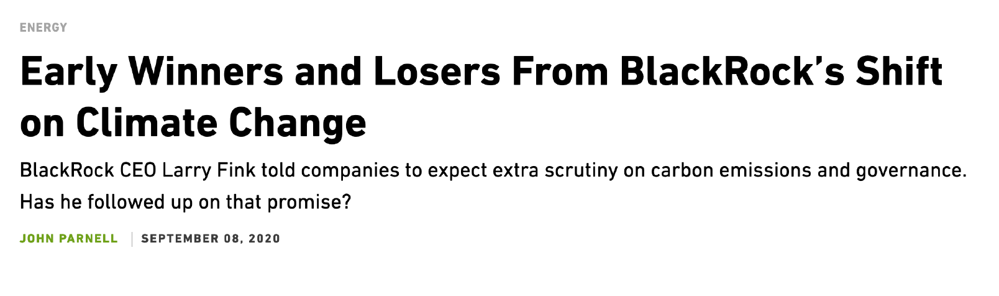 ENERGY
Early Winners and Losers From BlackRock’s Shift
on Climate Change
BlackRock CEO Larry Fink told companies to expect extra scrutiny on carbon emissions and governance.
Has he followed up on that promise?
JOHN PARNELL | SEPTEMBER 08, 2020